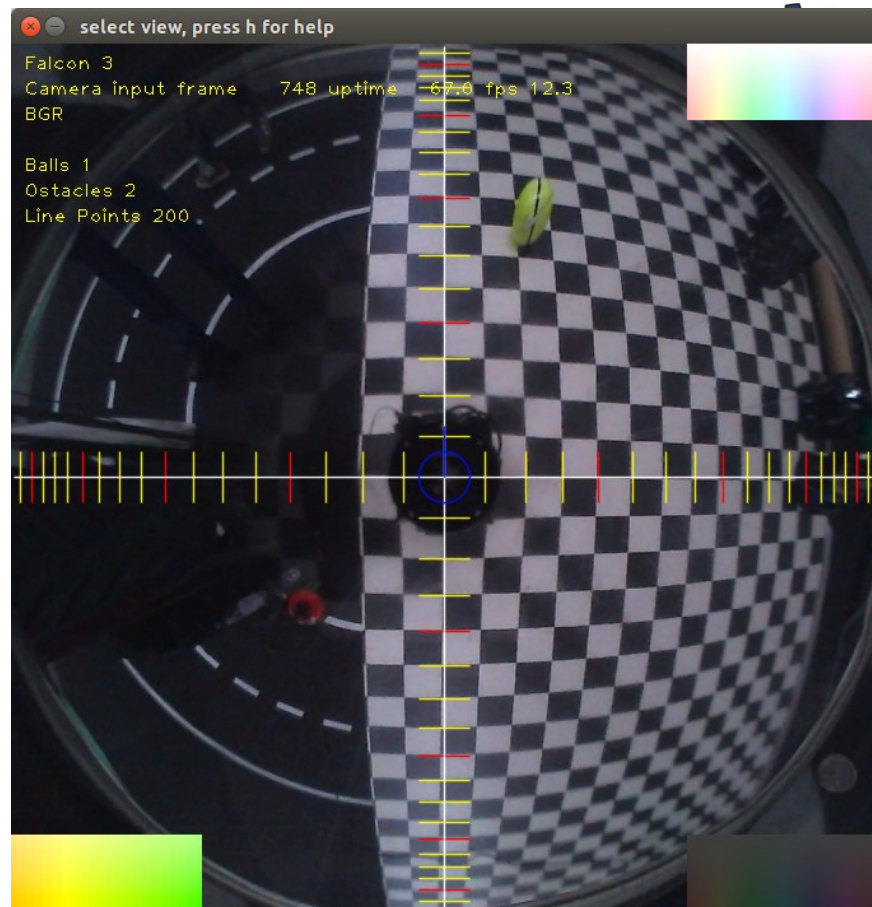 select view, press h for help
Falcon 3
Camera input frame 748 uptime 67.0 fps 12.3
BGR
Balls 1
Ostacles 2
Line Points 200